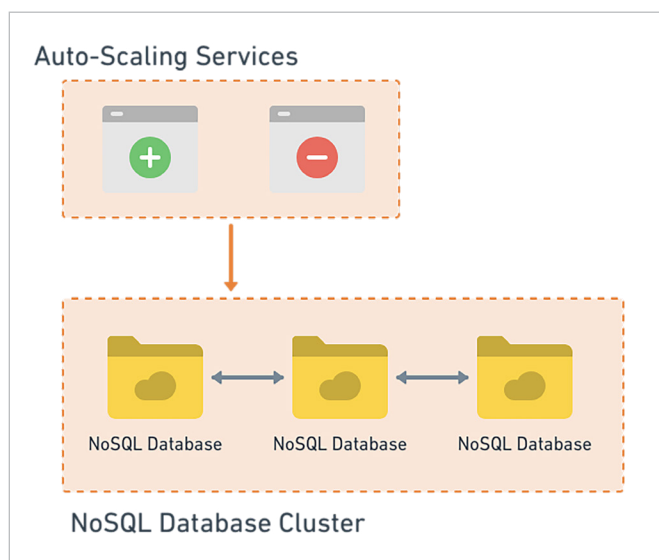 Auto-Scaling Services
NoSQL Database NoSQL Database NoSQL Database
NoSQL Database Cluster